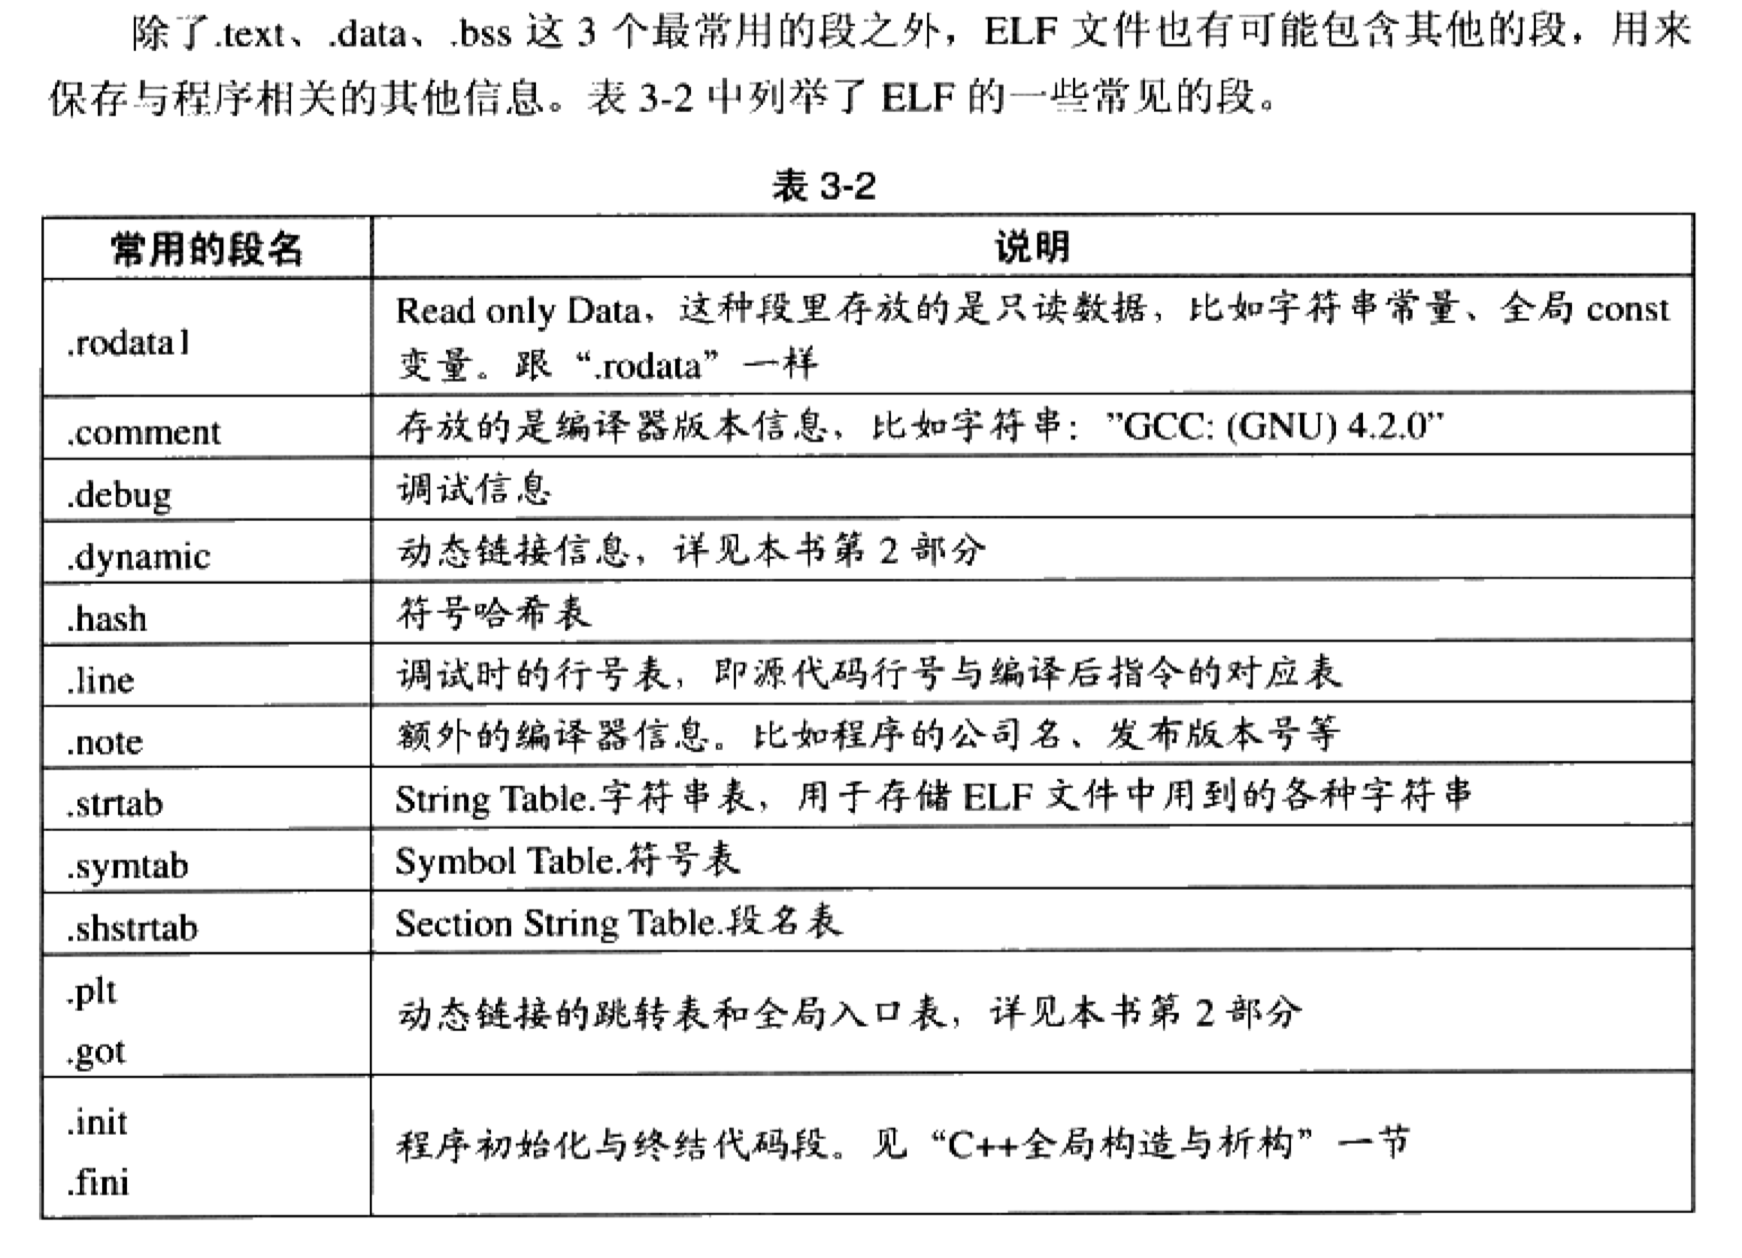 除了.text、.data、.bss 这 3 个最常用的段之外，ELF 文件也有可能包含其他的段，用来
保存与程序相关的其他信息。表 3-2 中列举了 ELF 的一些常见的段。
表 3-2
常用的段名 说明
.rodata1
Read only Data，这种段里存放的是只读数据，比如字符串常量、全局 const
变量。跟“.rodata”一样
.comment 存放的是编译器版本信息，比如字符串：”GCC: (GNU) 4.2.0”
.debug 调试信息
.dynamic 动态链接信息，详见本书第 2 部分
.hash 符号哈希表
.line 调试时的行号表，即源代码行号与编译后指令的对应表
.note 额外的编译器信息。比如程序的公司名、发布版本号等
.strtab String Table.字符串表，用于存储 ELF 文件中用到的各种字符串
.symtab Symbol Table.符号表
.shstrtab Section String Table.段名表
.plt
.got
动态链接的跳转表和全局入口表，详见本书第 2 部分
.init
.fini
程序初始化与终结代码段。见“C++全局构造与析构”一节